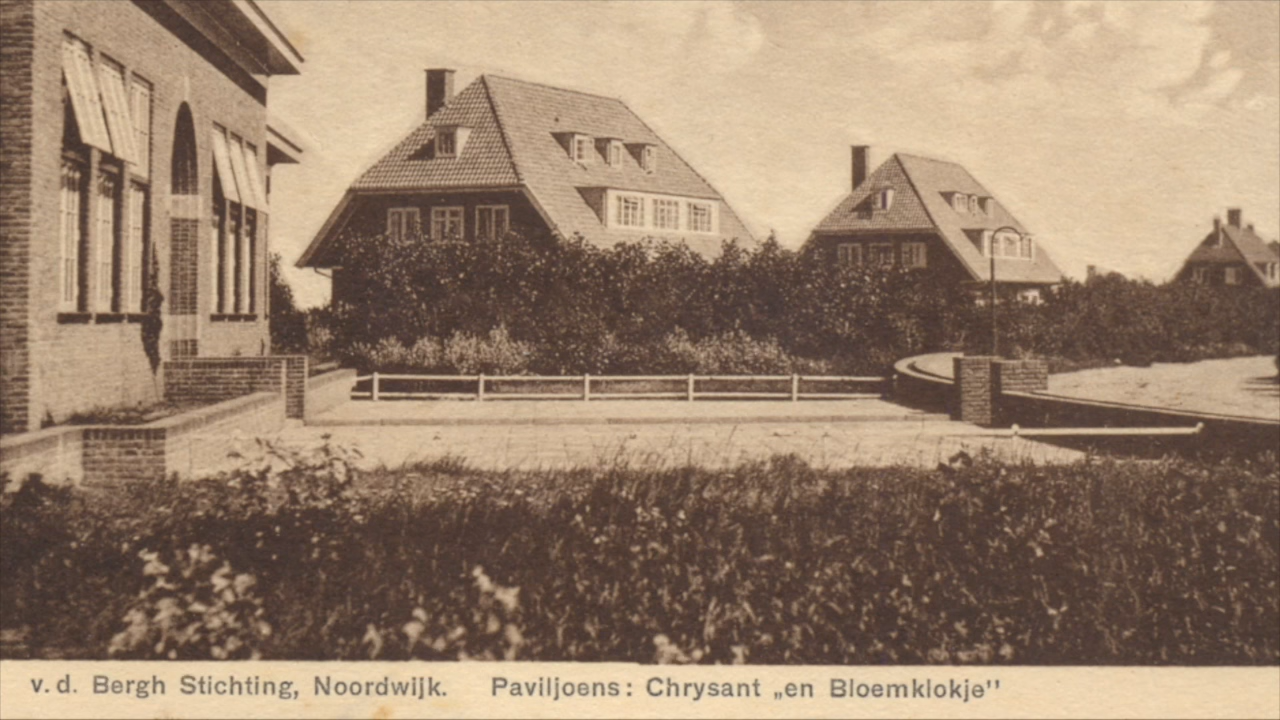 v. d. Bergh Stichting, Noordwijk. Paviljoens: Chrysant „en Bloemklokje”